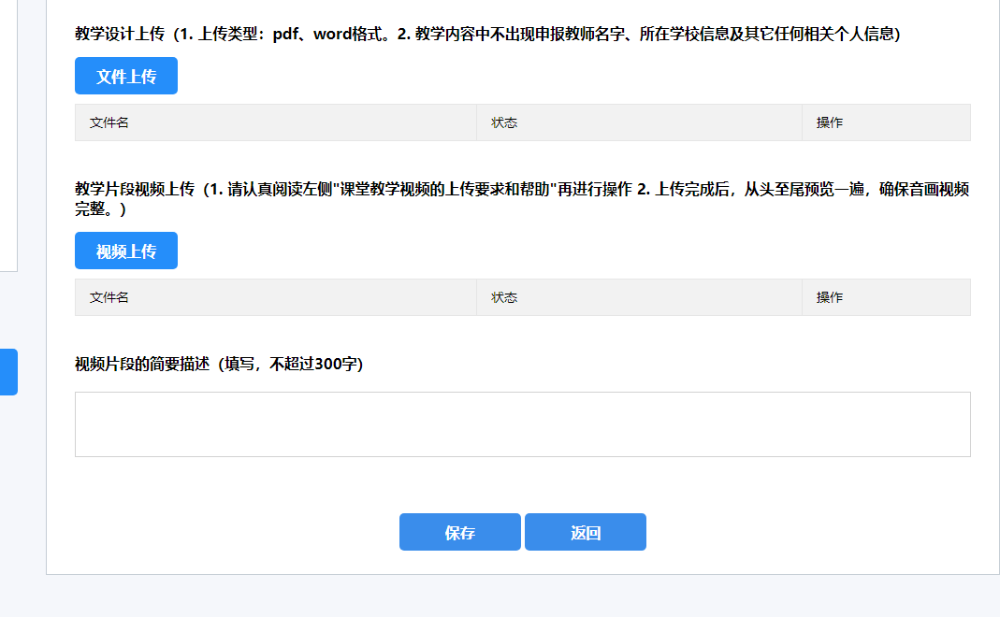 教学设计上传（1. 上传类型：pdf、word格式。2. 教学内容中不出现申报教师名字、所在学校信息及其它任何相关个人信息）
文件上传
文件名 状态 操作
教学片段视频上传（1. 请认真阅读左侧"课堂教学视频的上传要求和帮助"再进行操作 2. 上传完成后，从头至尾预览一遍，确保音画视频
完整。）
视频上传
文件名 状态 操作
视频片段的简要描述（填写，不超过300字）
保存 返回